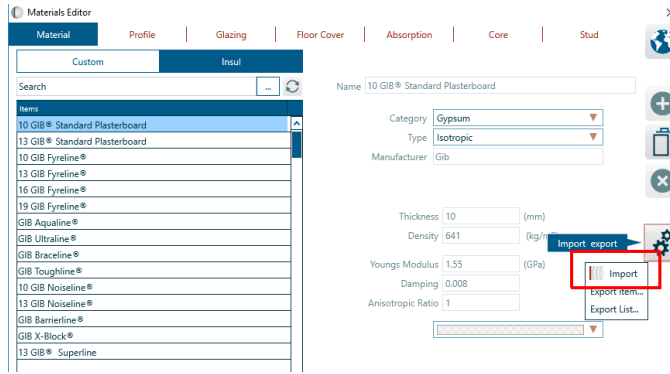 Materials Editor
Material Profile Glazing Floor Cover Absorption Core Stud
Custom Insul
Search ...
Items
10 GIB® Standard Plasterboard
13 GIB® Standard Plasterboard
10 GIB Fyreline®
13 GIB Fyreline®
16 GIB Fyreline®
19 GIB Fyreline®
GIB Aqualine®
GIB Ultraline®
GIB Braceline®
GIB Toughline®
10 GIB Noiseline®
13 GIB Noiseline®
GIB Barrierline®
GIB X-Block®
13 GIB® Superline
Name 10 GIB® Standard Plasterboard
Category Gypsum
Type Isotropic
Manufacturer Gib
Thickness 10 (mm)
Density 641
Import export
Youngs Modulus 1.55 (GPa)
Damping 0.008
Anisotropic Ratio 1
Import
Export Item...
Export List...